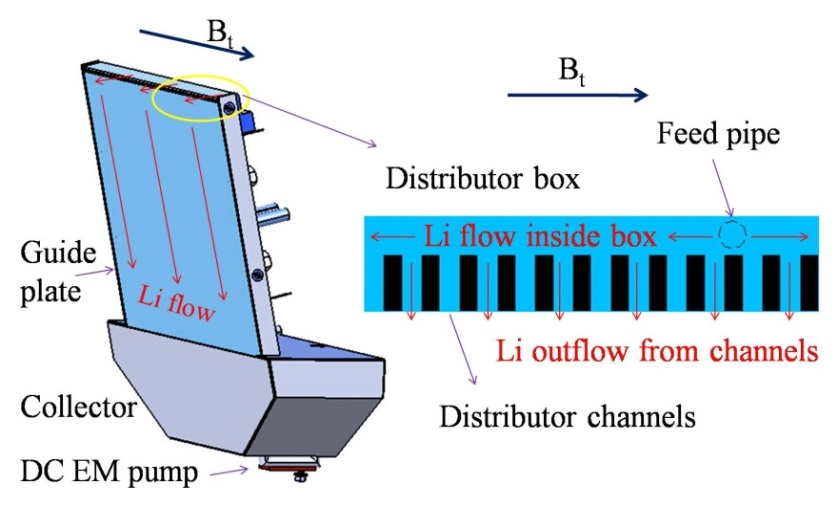 Bt
Bt
Feed pipe
Distributor box
Li flow inside box
Guide
plate
Li flow
Li outflow from channels
Collector
Distributor channels
DC EM pump